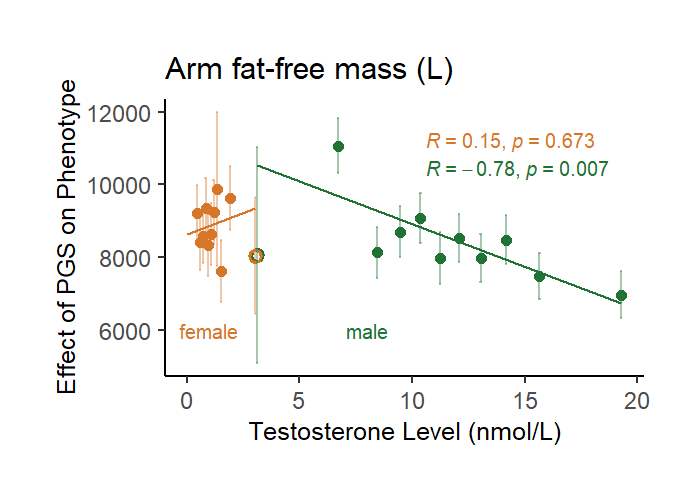 Arm fat-free mass (L)
Effect of PGS on Phenotype
12000
10000
8000
6000
R = 0.15, p = 0.673
R = −0.78, p = 0.007
female
male
0
5
10
15
20
Testosterone Level (nmol/L)